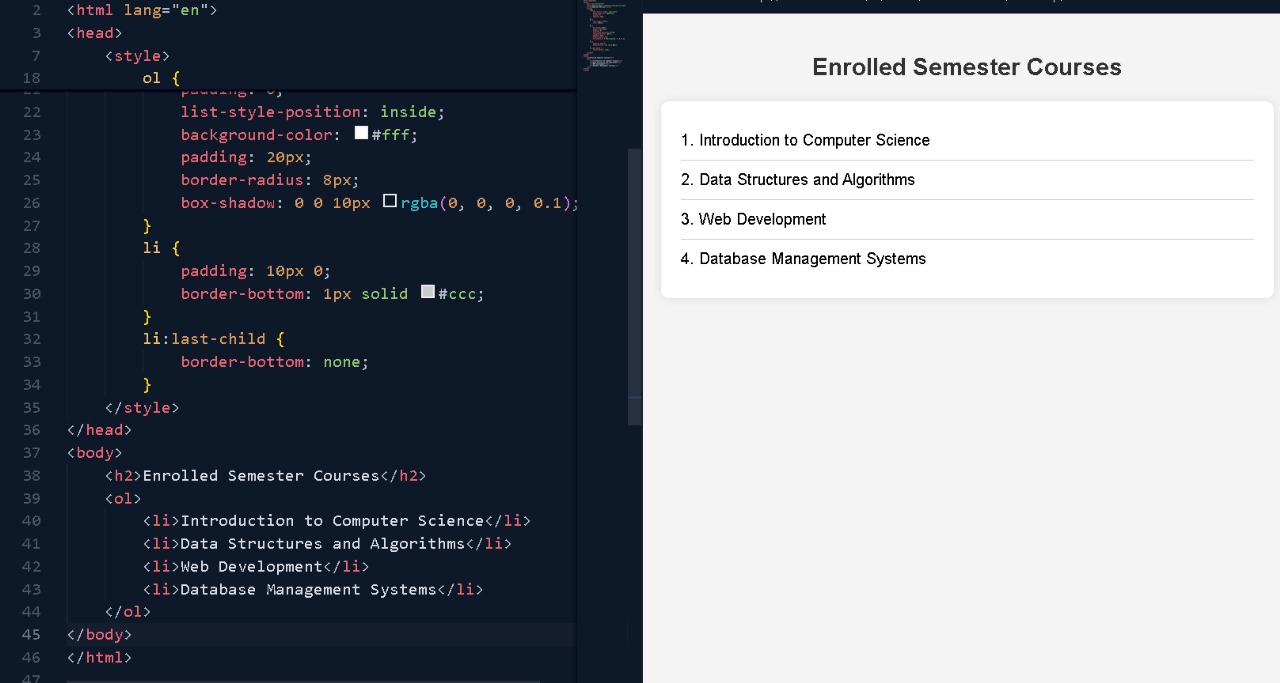 2 <html lang="en">
3 <head>
7 <style>
18 ol {
22 list-style-position: inside;
23 background-color: #fff;
24 padding: 20px;
25 border-radius: 8px;
26 box-shadow: 0 0 10px rgba(0, 0, 0, 0.1);
27 }
28 li {
29 padding: 10px 0;
30 border-bottom: 1px solid #ccc;
31 }
32 li:last-child {
33 border-bottom: none;
34 }
35 </style>
36 </head>
37 <body>
38 <h2>Enrolled Semester Courses</h2>
39 <ol>
40 <li>Introduction to Computer Science</li>
41 <li>Data Structures and Algorithms</li>
42 <li>Web Development</li>
43 <li>Database Management Systems</li>
44 </ol>
45 </body>
46 </html>
47
Enrolled Semester Courses
1. Introduction to Computer Science
2. Data Structures and Algorithms
3. Web Development
4. Database Management Systems